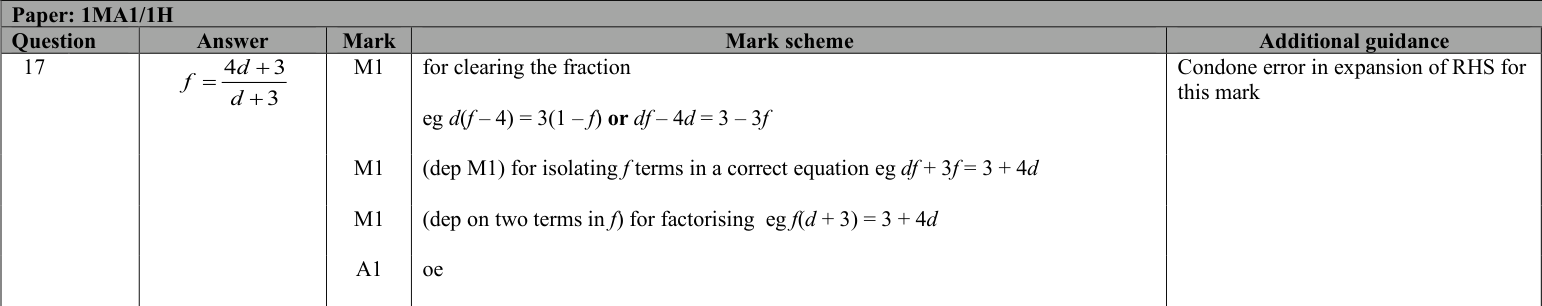 Paper: 1MA1/1H
Question Answer Mark Mark scheme Additional guidance
17 f = (4d + 3)/(d + 3) M1 for clearing the fraction Condone error in expansion of RHS for
this mark
eg d(f – 4) = 3(1 – f) or df – 4d = 3 – 3f
M1 (dep M1) for isolating f terms in a correct equation eg df + 3f = 3 + 4d
M1 (dep on two terms in f) for factorising eg f(d + 3) = 3 + 4d
A1 oe